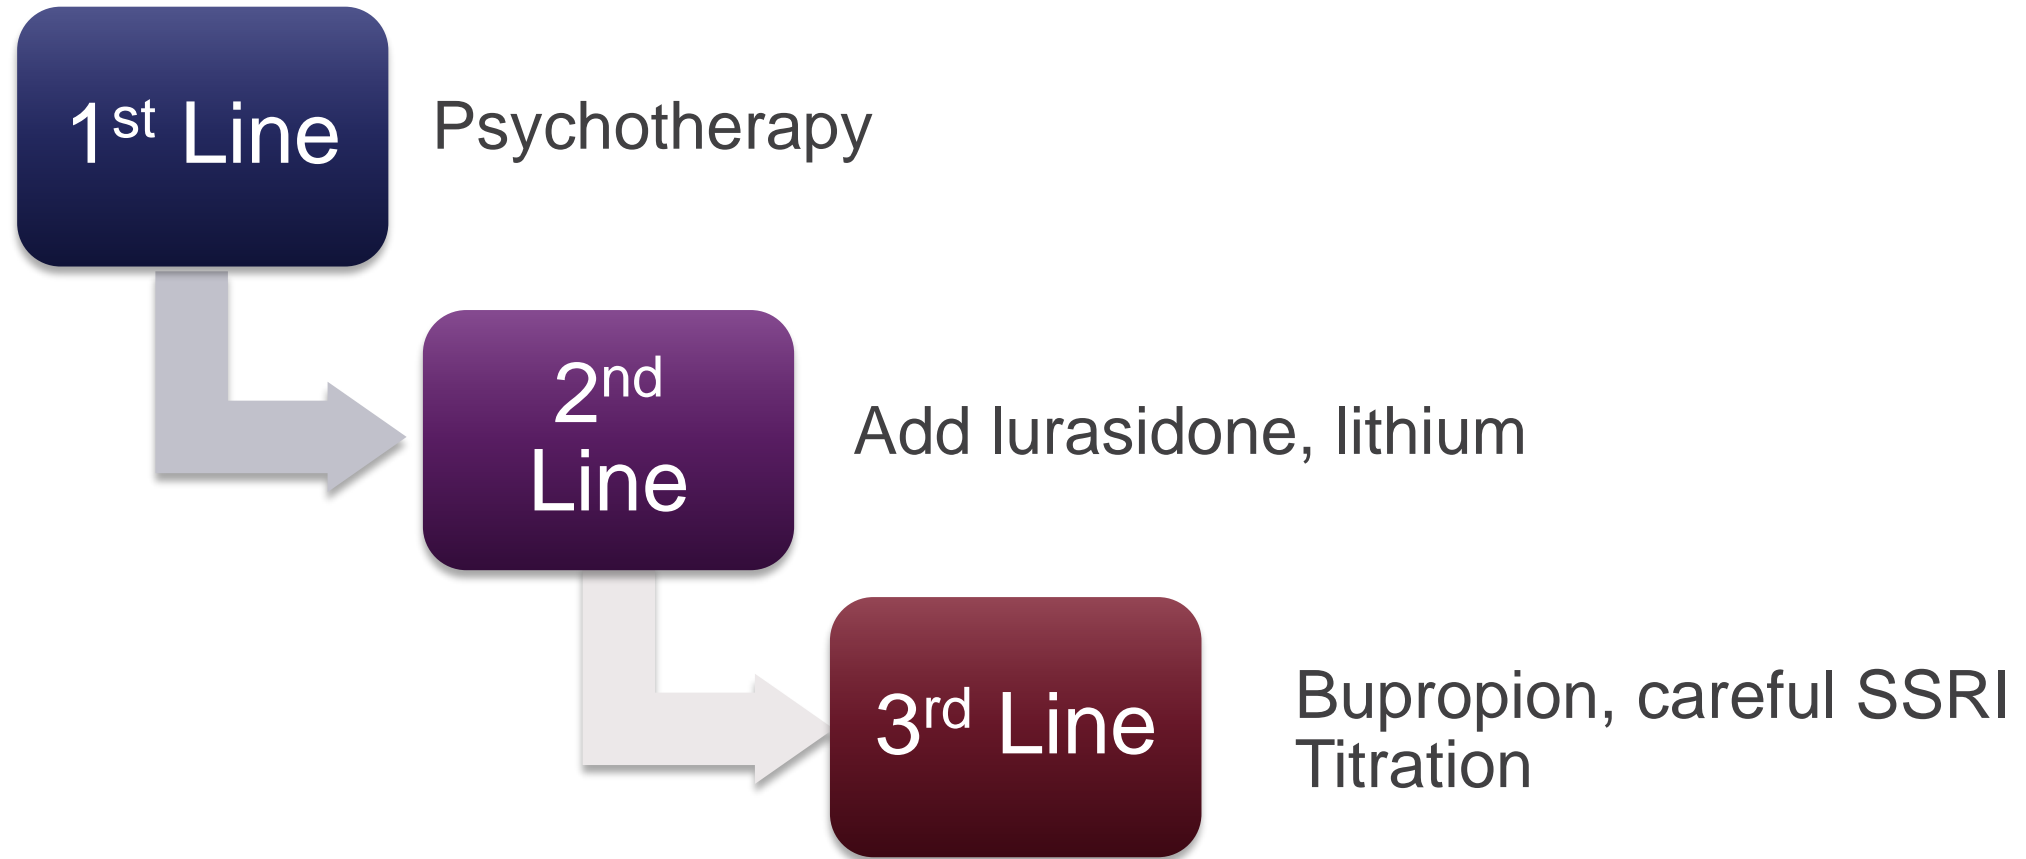 1st Line
Psychotherapy
2nd
Line
Add lurasidone, lithium
3rd Line
Bupropion, careful SSRI
Titration